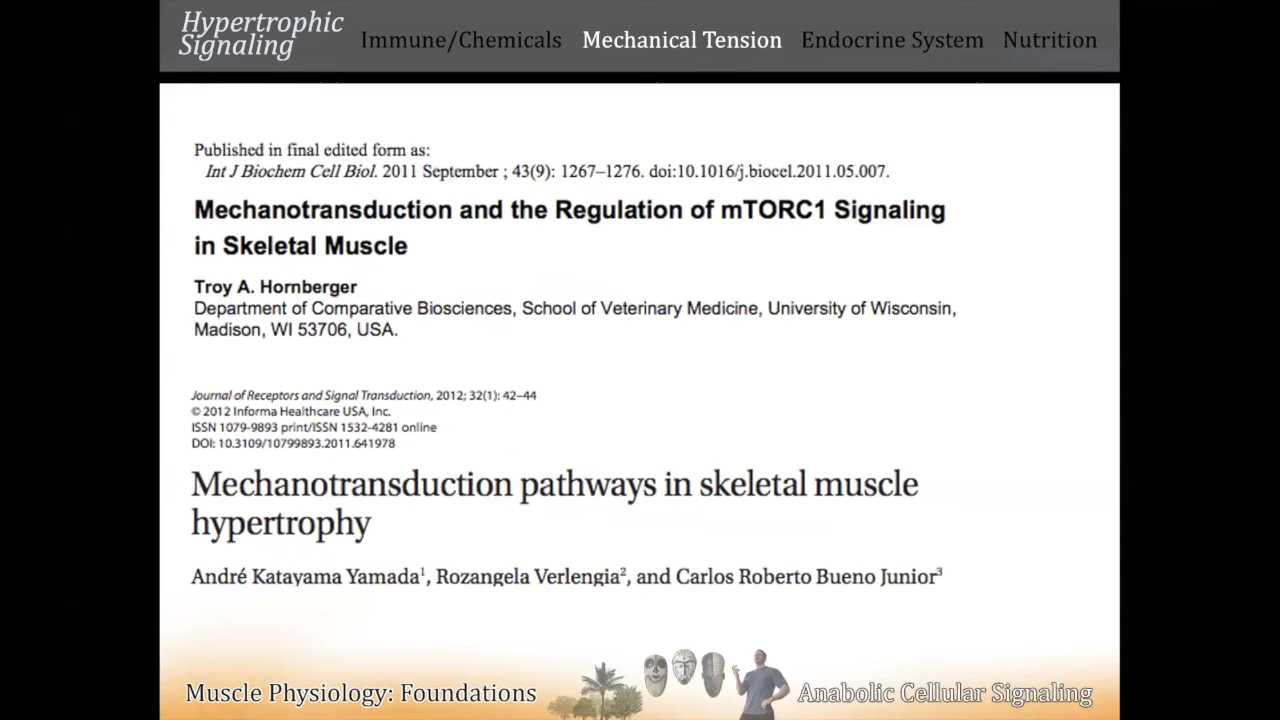 Hypertrophic
Signaling
Immune/Chemicals Mechanical Tension Endocrine System Nutrition
Published in final edited form as:
Int J Biochem Cell Biol. 2011 September ; 43(9): 1267–1276. doi:10.1016/j.biocel.2011.05.007.
Mechanotransduction and the Regulation of mTORC1 Signaling
in Skeletal Muscle
Troy A. Hornberger
Department of Comparative Biosciences, School of Veterinary Medicine, University of Wisconsin,
Madison, WI 53706, USA.
Journal of Receptors and Signal Transduction, 2012; 32(1): 42–44
© 2012 Informa Healthcare USA, Inc.
ISSN 1079-9893 print/ISSN 1532-4281 online
DOI: 10.3109/10799893.2011.641978
Mechanotransduction pathways in skeletal muscle
hypertrophy
André Katayama Yamada¹, Rozangela Verlengia², and Carlos Roberto Bueno Junior³
Muscle Physiology: Foundations
Anabolic Cellular Signaling